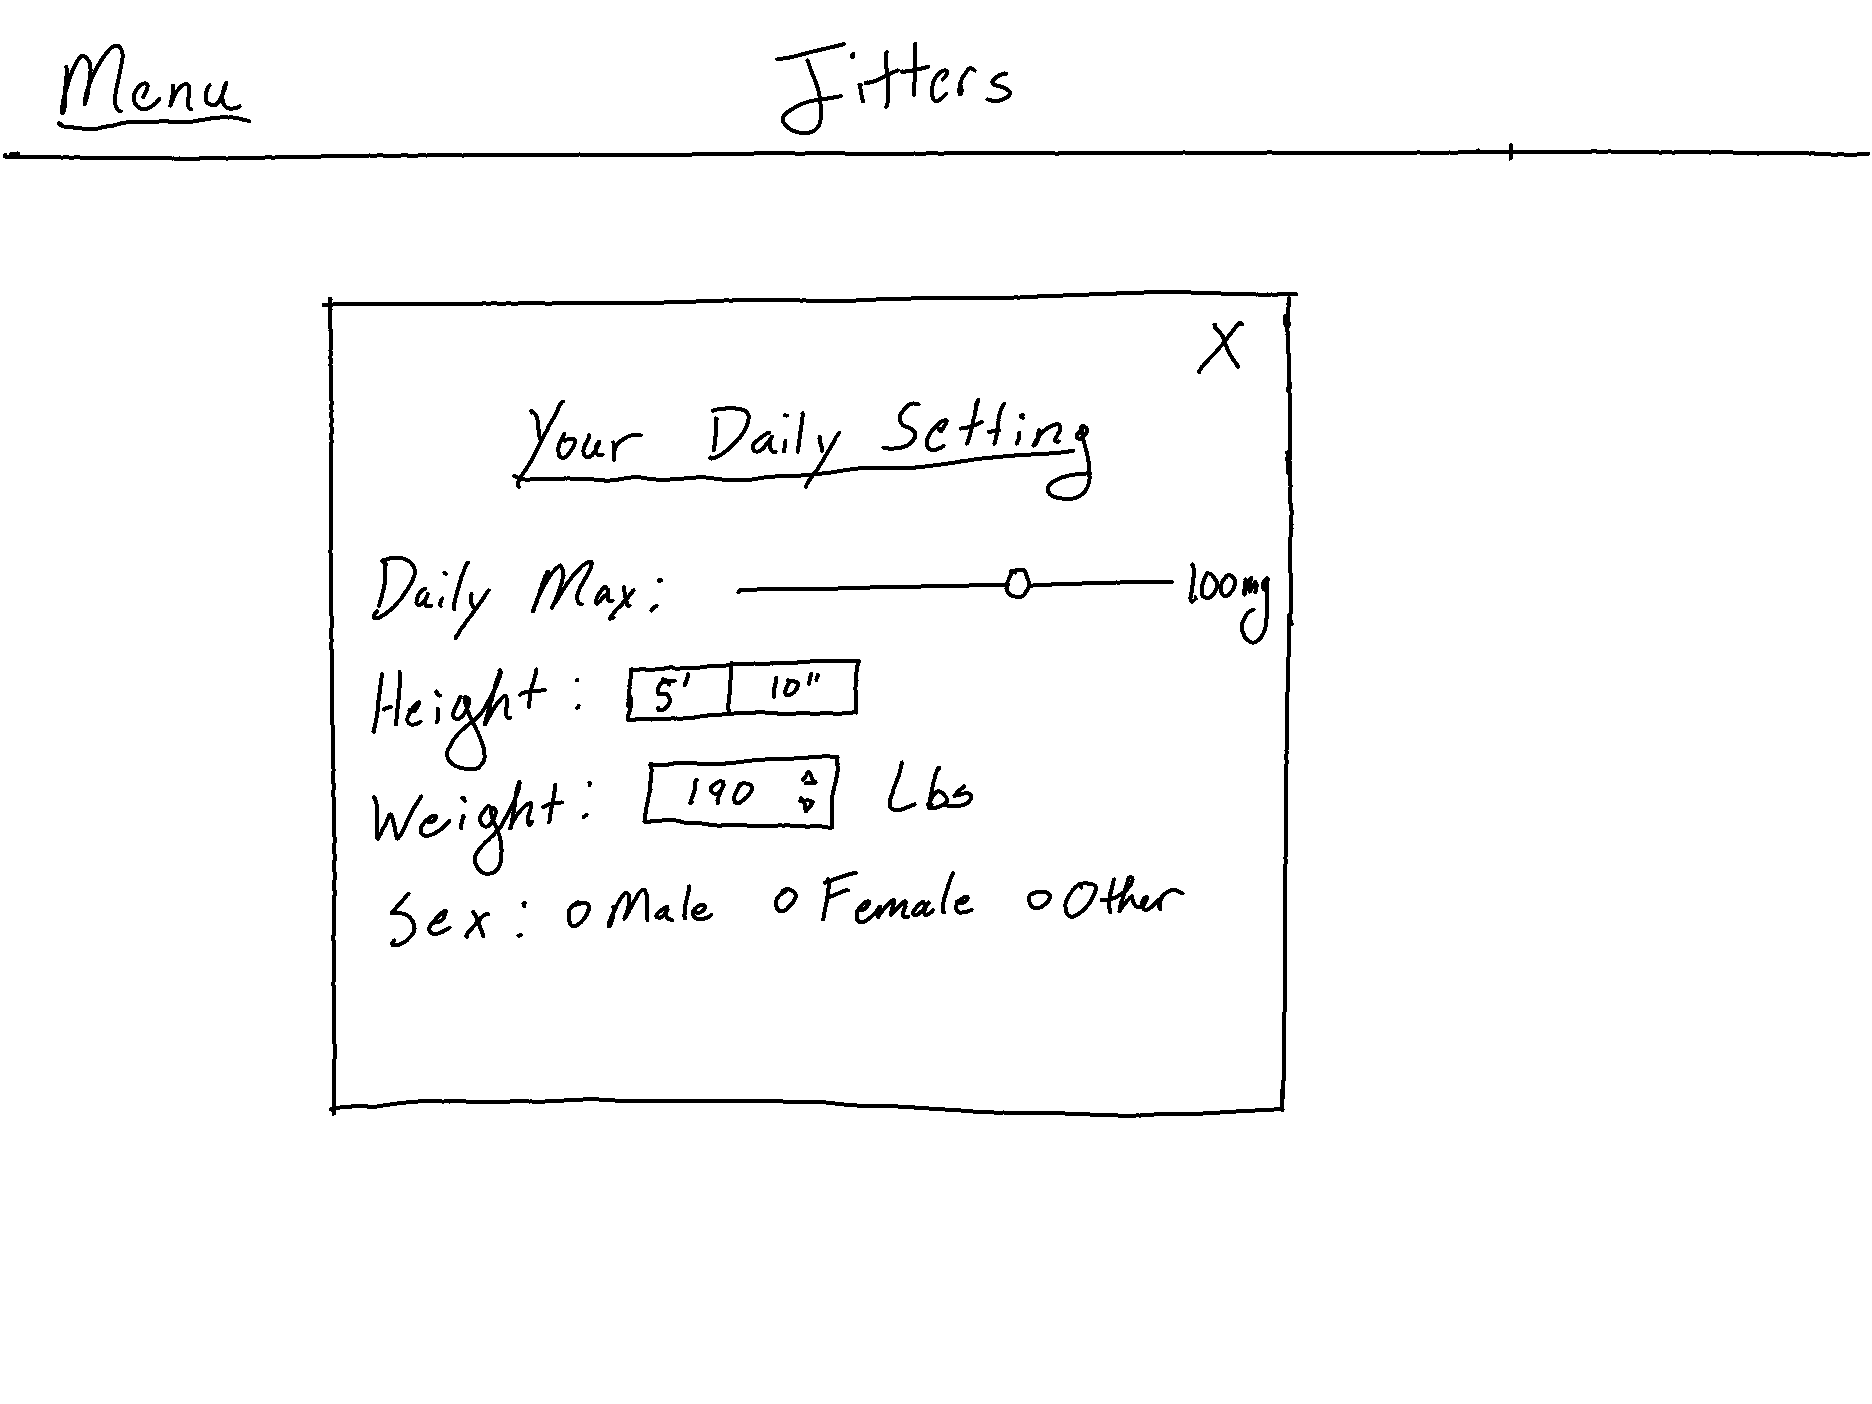 Menu
Jitters
X
Your Daily Setting
Daily Max: 100mg
Height: 5' 10"
Weight: 190 Lbs
Sex: Male Female Other